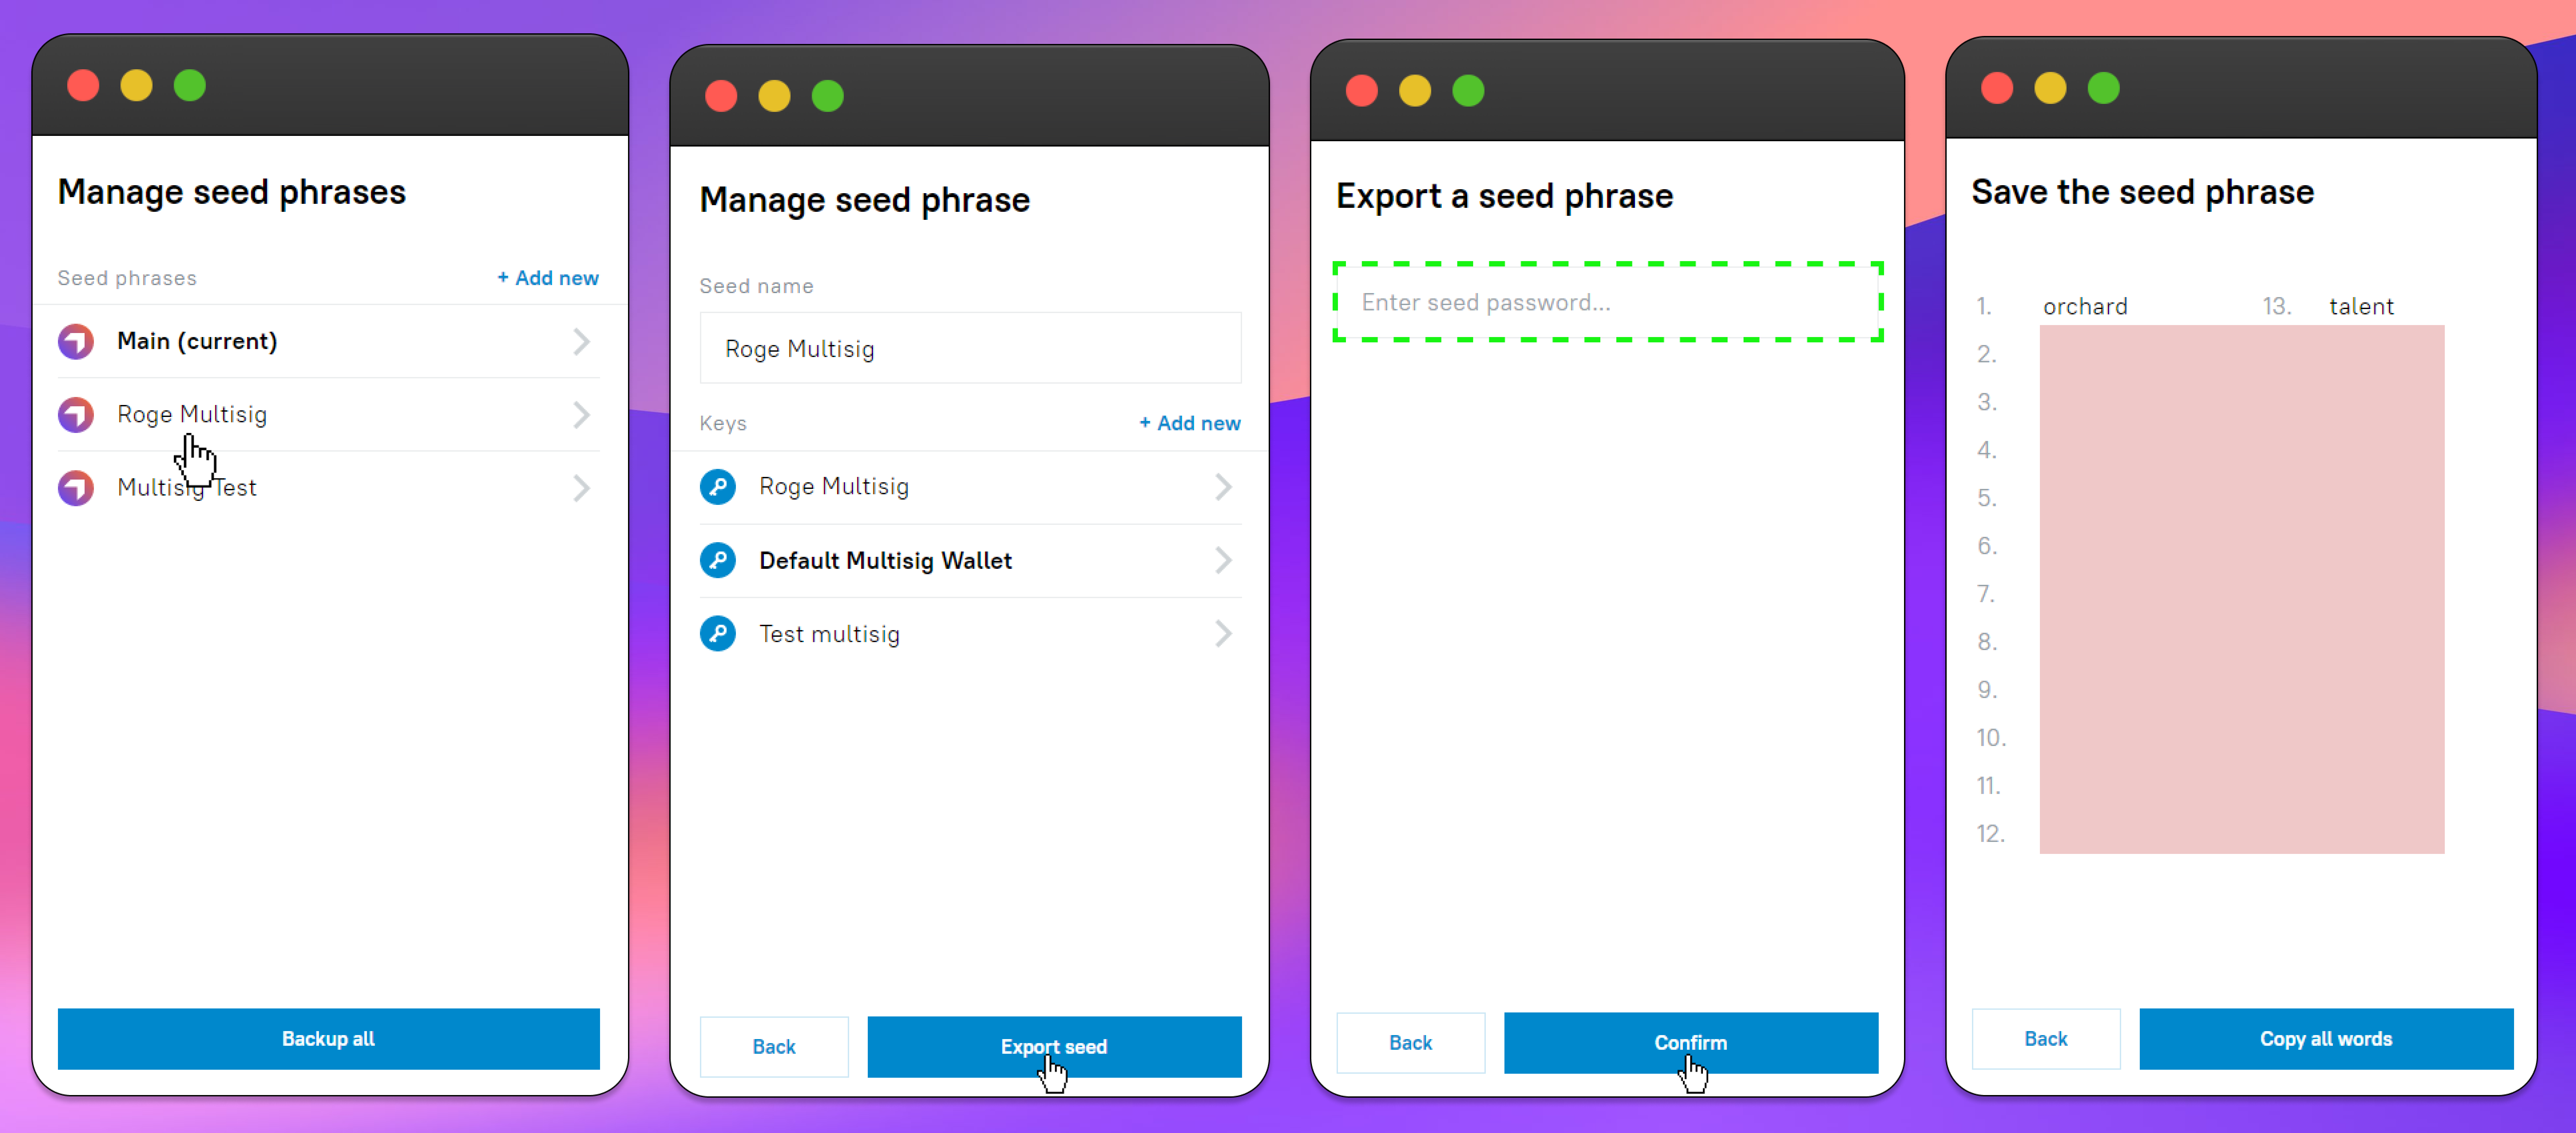 Manage seed phrases
Seed phrases + Add new
Main (current)
Roge Multisig
Multisig Test
Backup all
Manage seed phrase
Seed name
Roge Multisig
Keys + Add new
Roge Multisig
Default Multisig Wallet
Test multisig
Back Export seed
Export a seed phrase
Enter seed password...
Back Confirm
Save the seed phrase
1. orchard 13. talent
2.
3.
4.
5.
6.
7.
8.
9.
10.
11.
12.
Back Copy all words